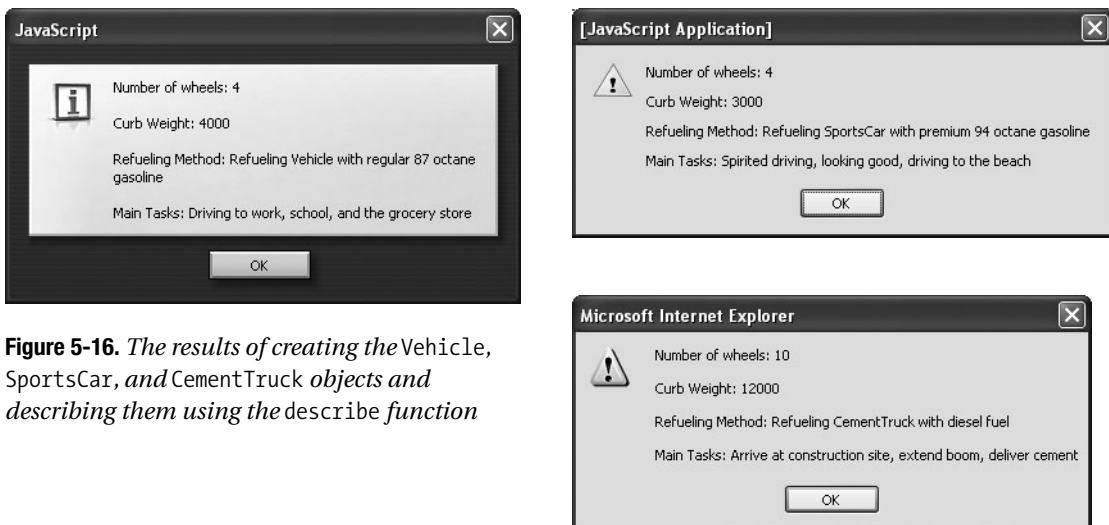 JavaScript
Number of wheels: 4
Curb Weight: 4000
Refueling Method: Refueling Vehicle with regular 87 octane
gasoline
Main Tasks: Driving to work, school, and the grocery store
OK
Figure 5-16. The results of creating the Vehicle,
SportsCar, and CementTruck objects and
describing them using the describe function
[JavaScript Application]
Number of wheels: 4
Curb Weight: 3000
Refueling Method: Refueling SportsCar with premium 94 octane gasoline
Main Tasks: Spirited driving, looking good, driving to the beach
OK
Microsoft Internet Explorer
Number of wheels: 10
Curb Weight: 12000
Refueling Method: Refueling CementTruck with diesel fuel
Main Tasks: Arrive at construction site, extend boom, deliver cement
OK